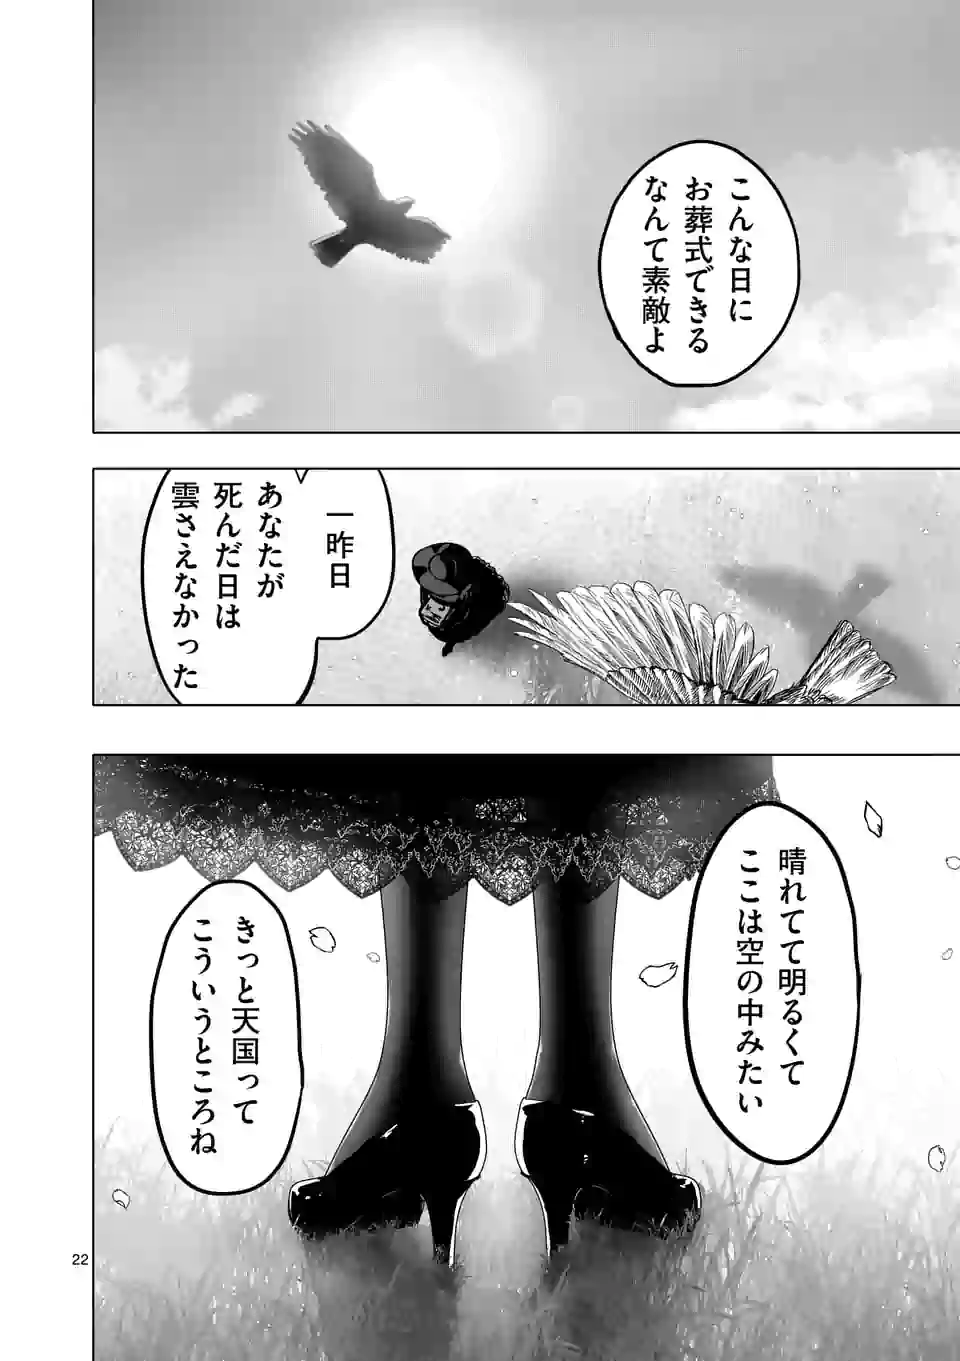 こんな日に
お葬式できる
なんて素敵よ
一昨日
あなたが
死んだ日は
雲さえなかった
晴れてて明るくて
ここは空の中みたい
きっと天国って
こういうところね
22